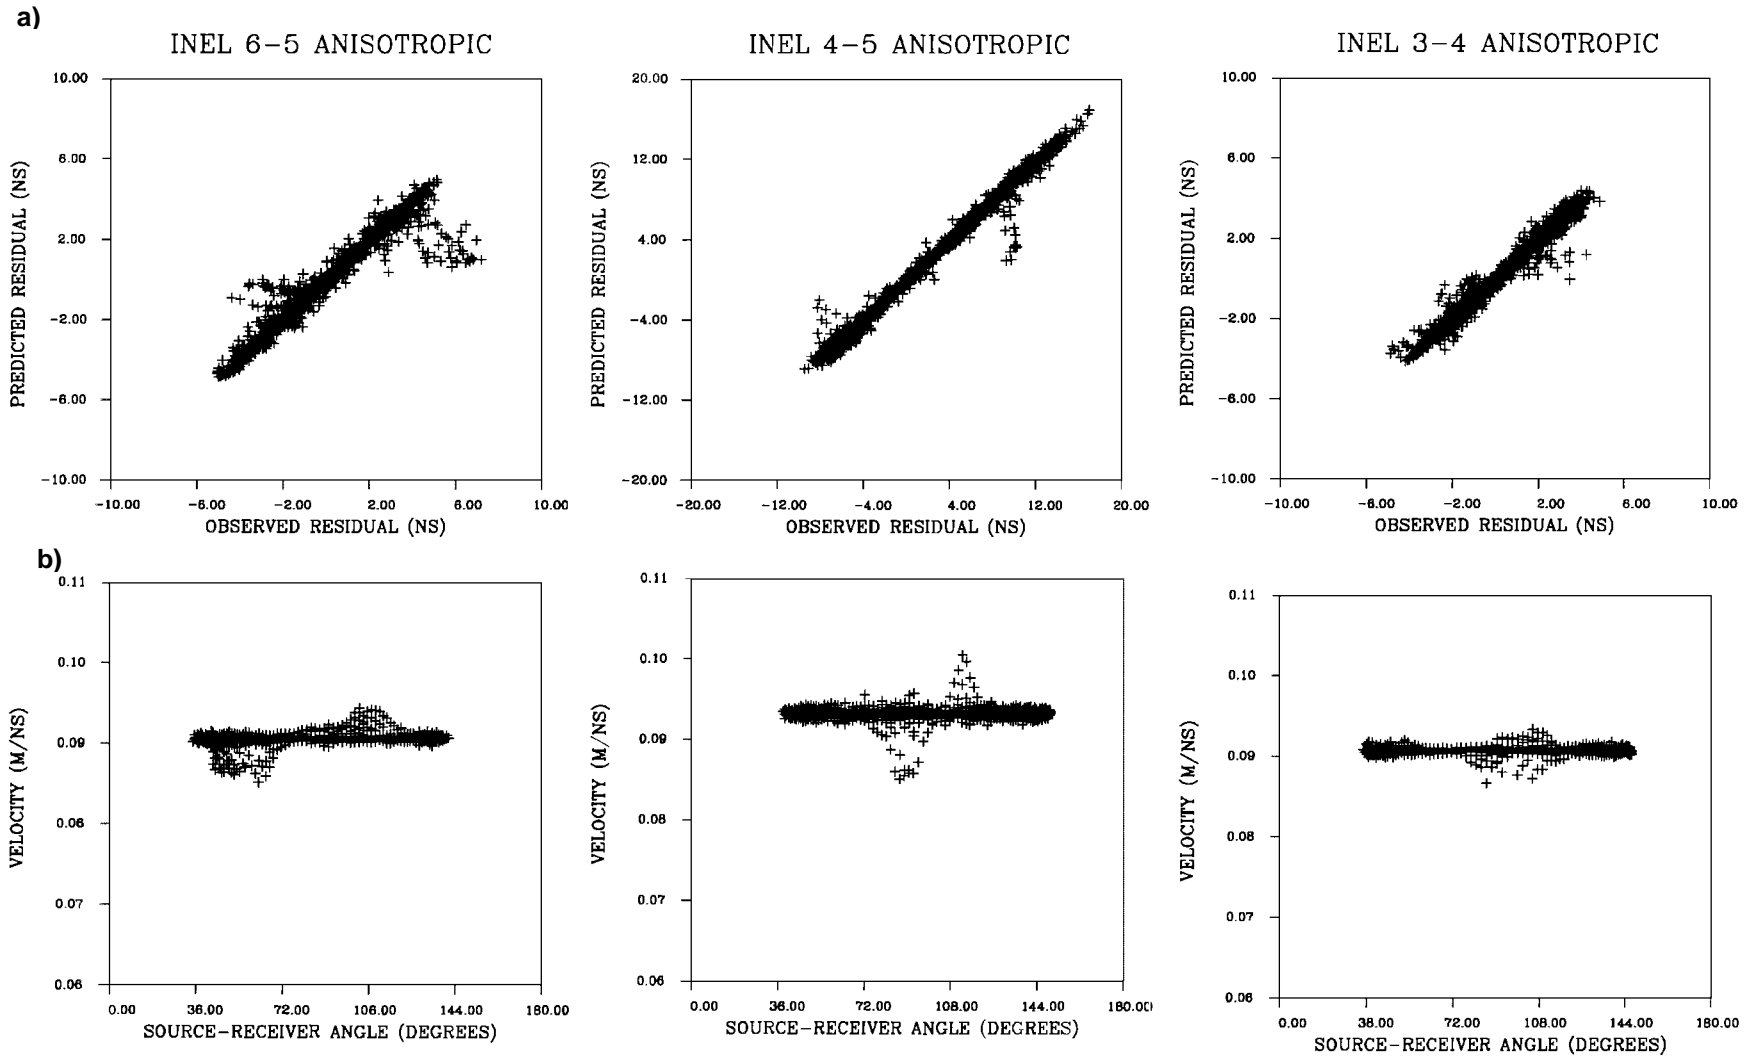 a)
INEL 6-5 ANISOTROPIC
10.00
6.00
2.00
-2.00
-6.00
-10.00
PREDICTED RESIDUAL (NS)
-10.00 -6.00 -2.00 2.00 6.00 10.00
OBSERVED RESIDUAL (NS)
INEL 4-5 ANISOTROPIC
20.00
12.00
4.00
-4.00
-12.00
-20.00
PREDICTED RESIDUAL (NS)
-20.00 -12.00 -4.00 4.00 12.00 20.00
OBSERVED RESIDUAL (NS)
INEL 3-4 ANISOTROPIC
10.00
6.00
2.00
-2.00
-6.00
-10.00
PREDICTED RESIDUAL (NS)
-10.00 -6.00 -2.00 2.00 6.00 10.00
OBSERVED RESIDUAL (NS)
b)
0.11
0.10
0.09
0.08
0.07
0.06
VELOCITY (M/NS)
0.00 36.00 72.00 106.00 144.00 180.00
SOURCE-RECEIVER ANGLE (DEGREES)
0.11
0.10
0.09
0.08
0.07
0.06
VELOCITY (M/NS)
0.00 36.00 72.00 108.00 144.00 180.00
SOURCE-RECEIVER ANGLE (DEGREES)
0.11
0.10
0.09
0.08
0.07
0.06
VELOCITY (M/NS)
0.00 38.00 72.00 108.00 144.00 180.00
SOURCE-RECEIVER ANGLE (DEGREES)